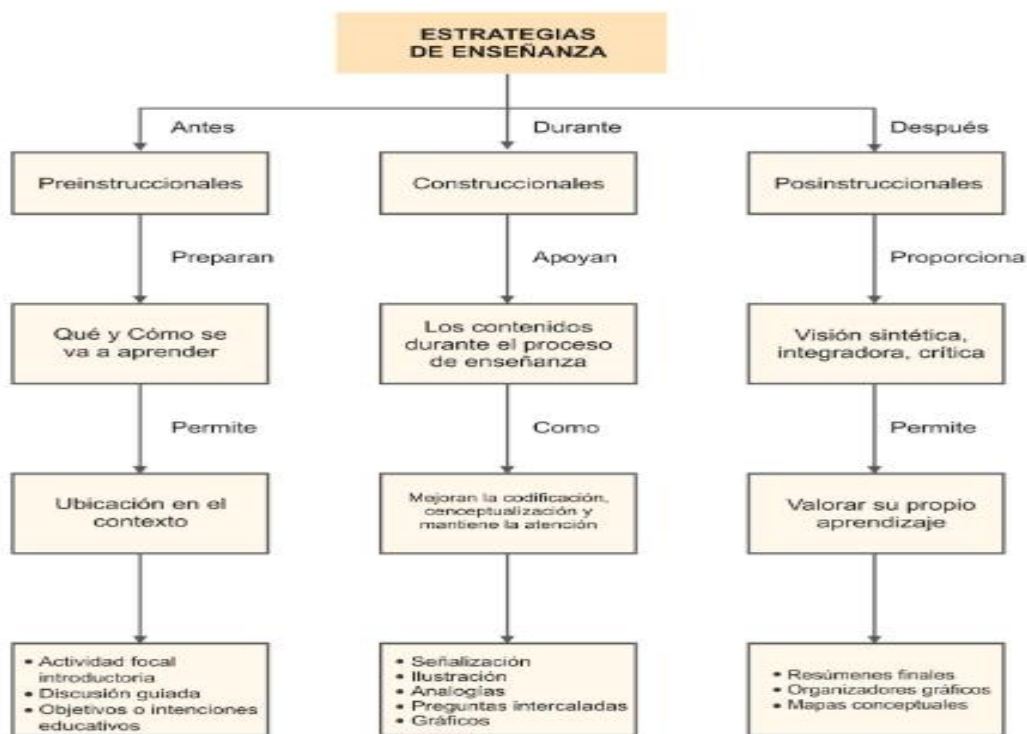 ESTRATEGIAS
DE ENSEÑANZA
Antes
Durante
Después
Preinstruccionales
Construccionales
Posinstruccionales
Preparan
Apoyan
Proporciona
Qué y Cómo se
va a aprender
Los contenidos
durante el proceso
de enseñanza
Visión sintética,
integradora, crítica
Permite
Como
Permite
Ubicación en el
contexto
Mejoran la codificación,
cenceptualización y
mantiene la atención
Valorar su propio
aprendizaje
• Actividad focal
introductoria
• Discusión guiada
• Objetivos o intenciones
educativos
• Señalización
• Ilustración
• Analogías
• Preguntas intercaladas
• Gráficos
• Resúmenes finales
• Organizadores gráficos
• Mapas conceptuales